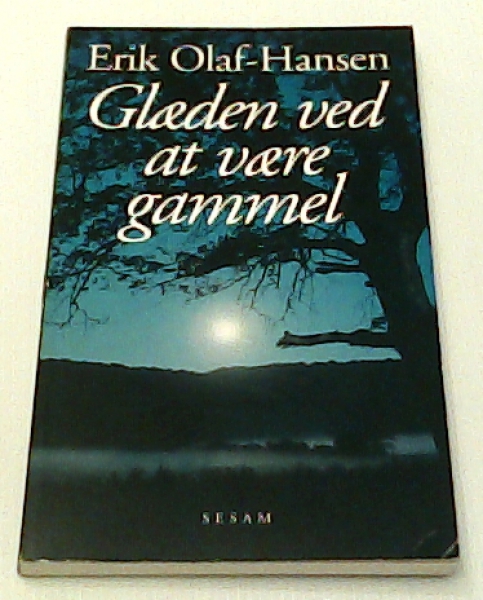 Erik Olaf-Hansen
Glæden ved
at være
gammel
SESAM